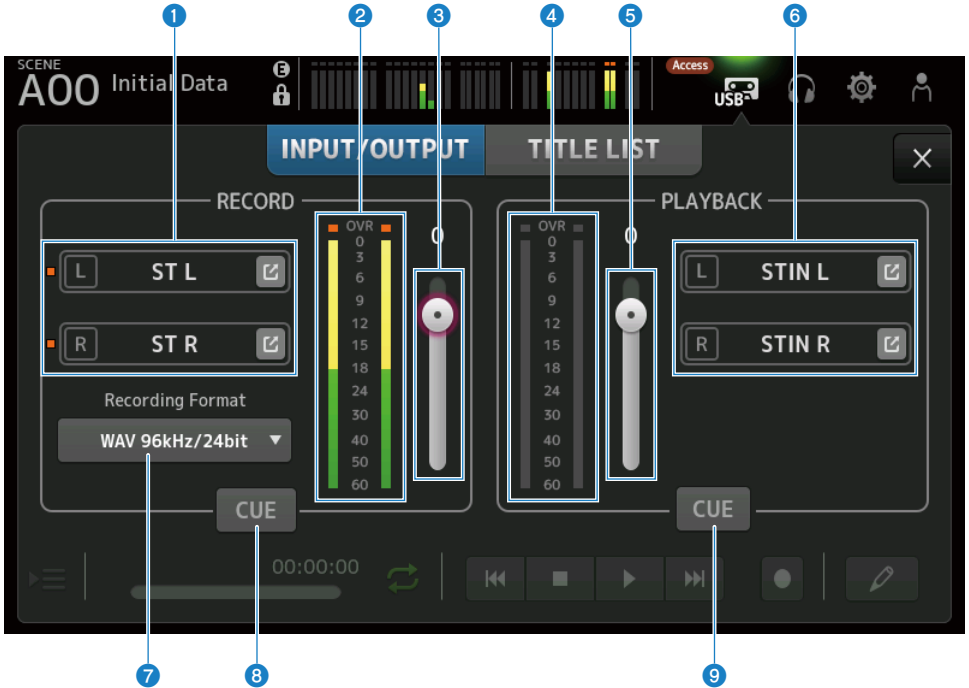 1 2 3 4 5 6
SCENE
A00 Initial Data E Access USB
INPUT/OUTPUT TITLE LIST
RECORD PLAYBACK
L ST L
R ST R
Recording Format
WAV 96kHz/24bit
CUE
OVR
0
3
6
9
12
15
18
24
30
40
50
60
0
OVR
0
3
6
9
12
15
18
24
30
40
50
60
0
L STIN L
R STIN R
CUE
00:00:00
7 8 9